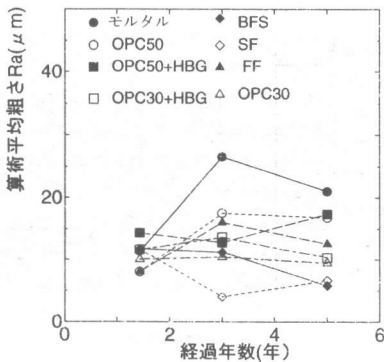 算術平均粗さRa(μm)
40
20
0
モルタル
OPC50
OPC50+HBG
OPC30+HBG
BFS
SF
FF
OPC30
0 2 4 6
経過年数(年)